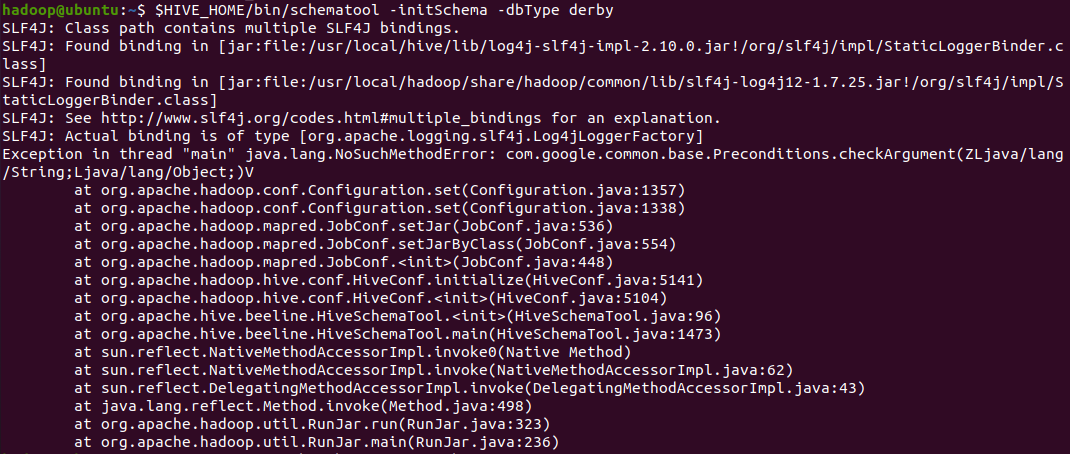 hadoop@ubuntu:~$ $HIVE_HOME/bin/schematool -initSchema -dbType derby
SLF4J: Class path contains multiple SLF4J bindings.
SLF4J: Found binding in [jar:file:/usr/local/hive/lib/log4j-slf4j-impl-2.10.0.jar!/org/slf4j/impl/StaticLoggerBinder.c
lass]
SLF4J: Found binding in [jar:file:/usr/local/hadoop/share/hadoop/common/lib/slf4j-log4j12-1.7.25.jar!/org/slf4j/impl/S
taticLoggerBinder.class]
SLF4J: See http://www.slf4j.org/codes.html#multiple_bindings for an explanation.
SLF4J: Actual binding is of type [org.apache.logging.slf4j.Log4jLoggerFactory]
Exception in thread "main" java.lang.NoSuchMethodError: com.google.common.base.Preconditions.checkArgument(ZLjava/lang
/String;Ljava/lang/Object;)V
        at org.apache.hadoop.conf.Configuration.set(Configuration.java:1357)
        at org.apache.hadoop.conf.Configuration.set(Configuration.java:1338)
        at org.apache.hadoop.mapred.JobConf.setJar(JobConf.java:536)
        at org.apache.hadoop.mapred.JobConf.setJarByClass(JobConf.java:554)
        at org.apache.hadoop.mapred.JobConf.<init>(JobConf.java:448)
        at org.apache.hadoop.hive.conf.HiveConf.initialize(HiveConf.java:5141)
        at org.apache.hadoop.hive.conf.HiveConf.<init>(HiveConf.java:5104)
        at org.apache.hive.beeline.HiveSchemaTool.<init>(HiveSchemaTool.java:96)
        at org.apache.hive.beeline.HiveSchemaTool.main(HiveSchemaTool.java:1473)
        at sun.reflect.NativeMethodAccessorImpl.invoke0(Native Method)
        at sun.reflect.NativeMethodAccessorImpl.invoke(NativeMethodAccessorImpl.java:62)
        at sun.reflect.DelegatingMethodAccessorImpl.invoke(DelegatingMethodAccessorImpl.java:43)
        at java.lang.reflect.Method.invoke(Method.java:498)
        at org.apache.hadoop.util.RunJar.run(RunJar.java:323)
        at org.apache.hadoop.util.RunJar.main(RunJar.java:236)